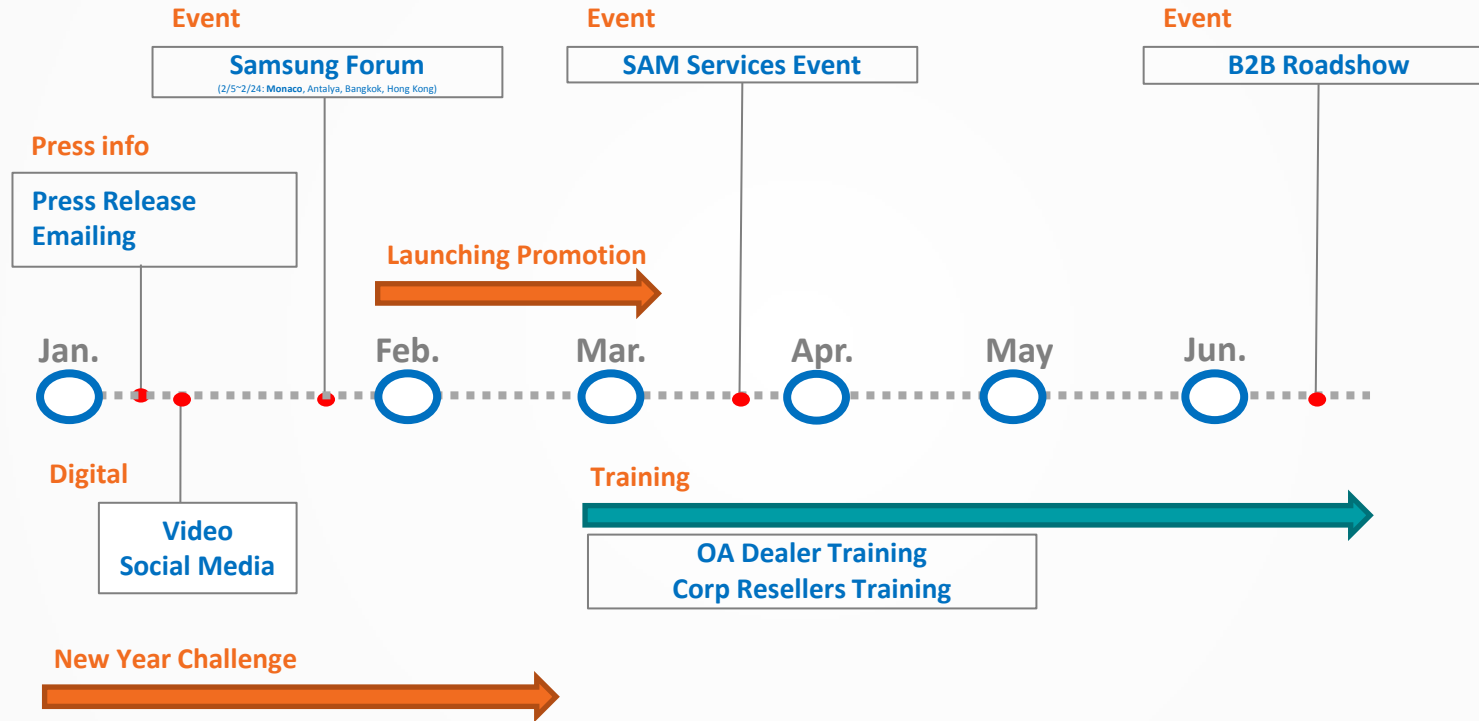 Event
Event
Event
Samsung Forum
(2/5~2/24: Monaco, Antalya, Bangkok, Hong Kong)
SAM Services Event
B2B Roadshow
Press info
Press Release
Emailing
Launching Promotion
Jan.
Feb.
Mar.
Apr.
May
Jun.
Digital
Video
Social Media
Training
OA Dealer Training
Corp Resellers Training
New Year Challenge